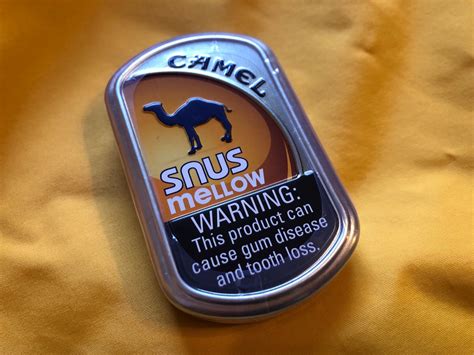 CAMEL
SNUS
meLLOW
WARNING:
This product can
cause gum disease
and tooth loss.